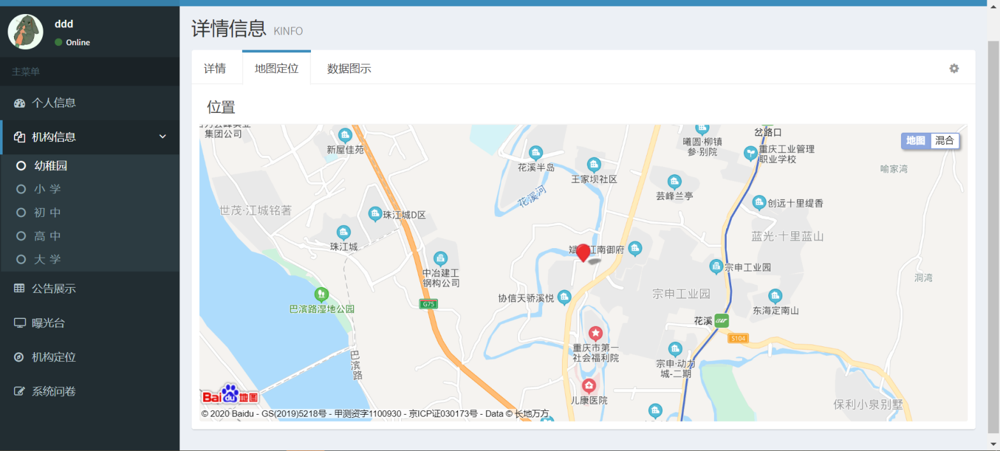 ddd
Online
主菜单
个人信息
机构信息
幼稚园
小 学
初 中
高 中
大 学
公告展示
曝光台
机构定位
系统问卷
详情信息 KINFO
详情
地图定位
数据图示
位置
集团公司
新屋佳苑
花溪半岛
王家坝社区
曦圆·柳镇
参·别院
岔路口
重庆工业管理
职业学校
地图
混合
喻家湾
花溪河
芸峰兰亭
创远十里缇香
世茂·江城铭著
珠江城D区
珠江城
蓝光·十里蓝山
江南御府
中冶建工
钢构公司
宗申工业园
洞湾
协信天骄溪悦
宗申工业园
G75
巴滨路湿地公园
东海定南山
花溪
S104
重庆市第一
社会福利院
宗申·动力
城-二期
巴滨路
儿康医院
保利小泉别墅
Bai du 地图
© 2020 Baidu - GS(2019)5218号 - 甲测资字1100930 - 京ICP证030173号 - Data © 长地万方